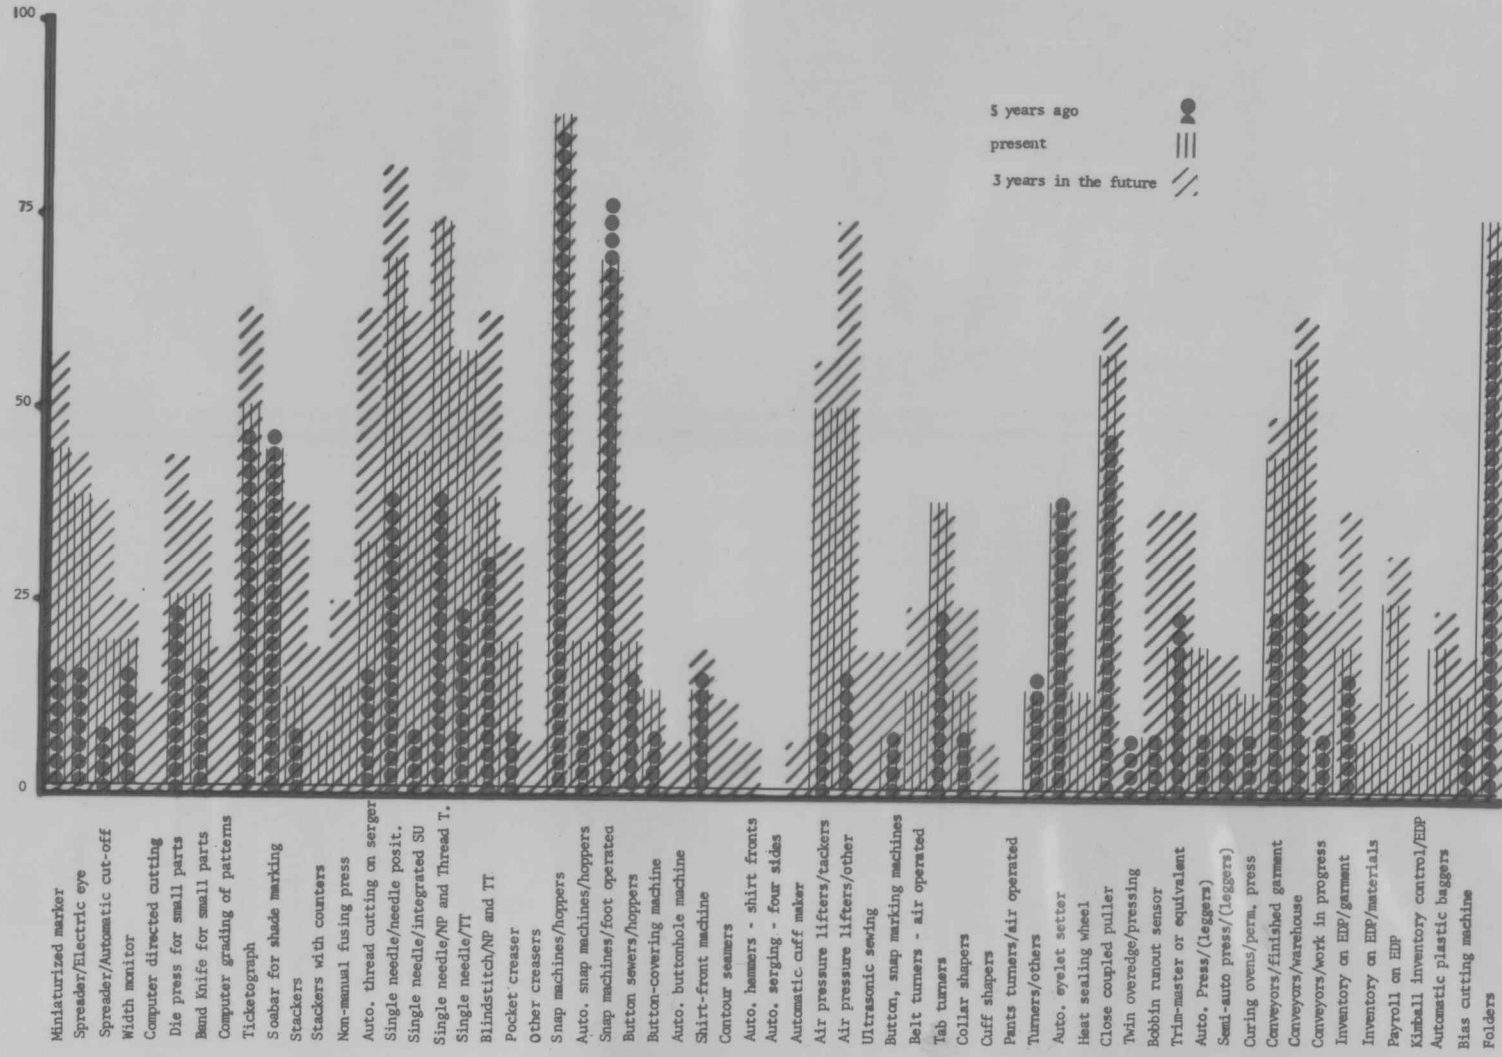 100
75
50
25
0
5 years ago
present
3 years in the future
Miniaturized marker
Spreader/Electric eye
Spreader/Automatic cut-off
Width monitor
Computer directed cutting
Die press for small parts
Band Knife for small parts
Computer grading of patterns
Ticketograph
Soabar for shade marking
Stackers
Stackers with counters
Non-manual fusing press
Auto. thread cutting on serger
Single needle/needle posit.
Single needle/integrated SU
Single needle/NP and Thread T.
Single needle/TT
Blindstitch/NP and TT
Pocket creaser
Other creasers
Snap machines/hoppers
Auto. snap machines/hoppers
Snap machines/foot operated
Button sewers/hoppers
Button-covering machine
Auto. buttonhole machine
Shirt-front machine
Contour seamers
Auto. hemmers - shirt fronts
Auto. serging - four sides
Automatic cuff maker
Air pressure lifters/tackers
Air pressure lifters/other
Ultrasonic sewing
Button, snap marking machines
Belt turners - air operated
Tab turners
Collar shapers
Cuff shapers
Pants turners/air operated
Turners/others
Auto. eyelet setter
Heat sealing wheel
Close coupled puller
Twin overedge/pressing
Bobbin runout sensor
Trim-master or equivalent
Auto. Press/(leggers)
Semi-auto press/(leggers)
Curing ovens/perm. press
Conveyors/finished garment
Conveyors/warehouse
Conveyors/work in progress
Inventory on EDP/garment
Inventory on EDP/materials
Payroll on EDP
Kimball inventory control/EDP
Automatic plastic baggers
Bias cutting machine
Folders